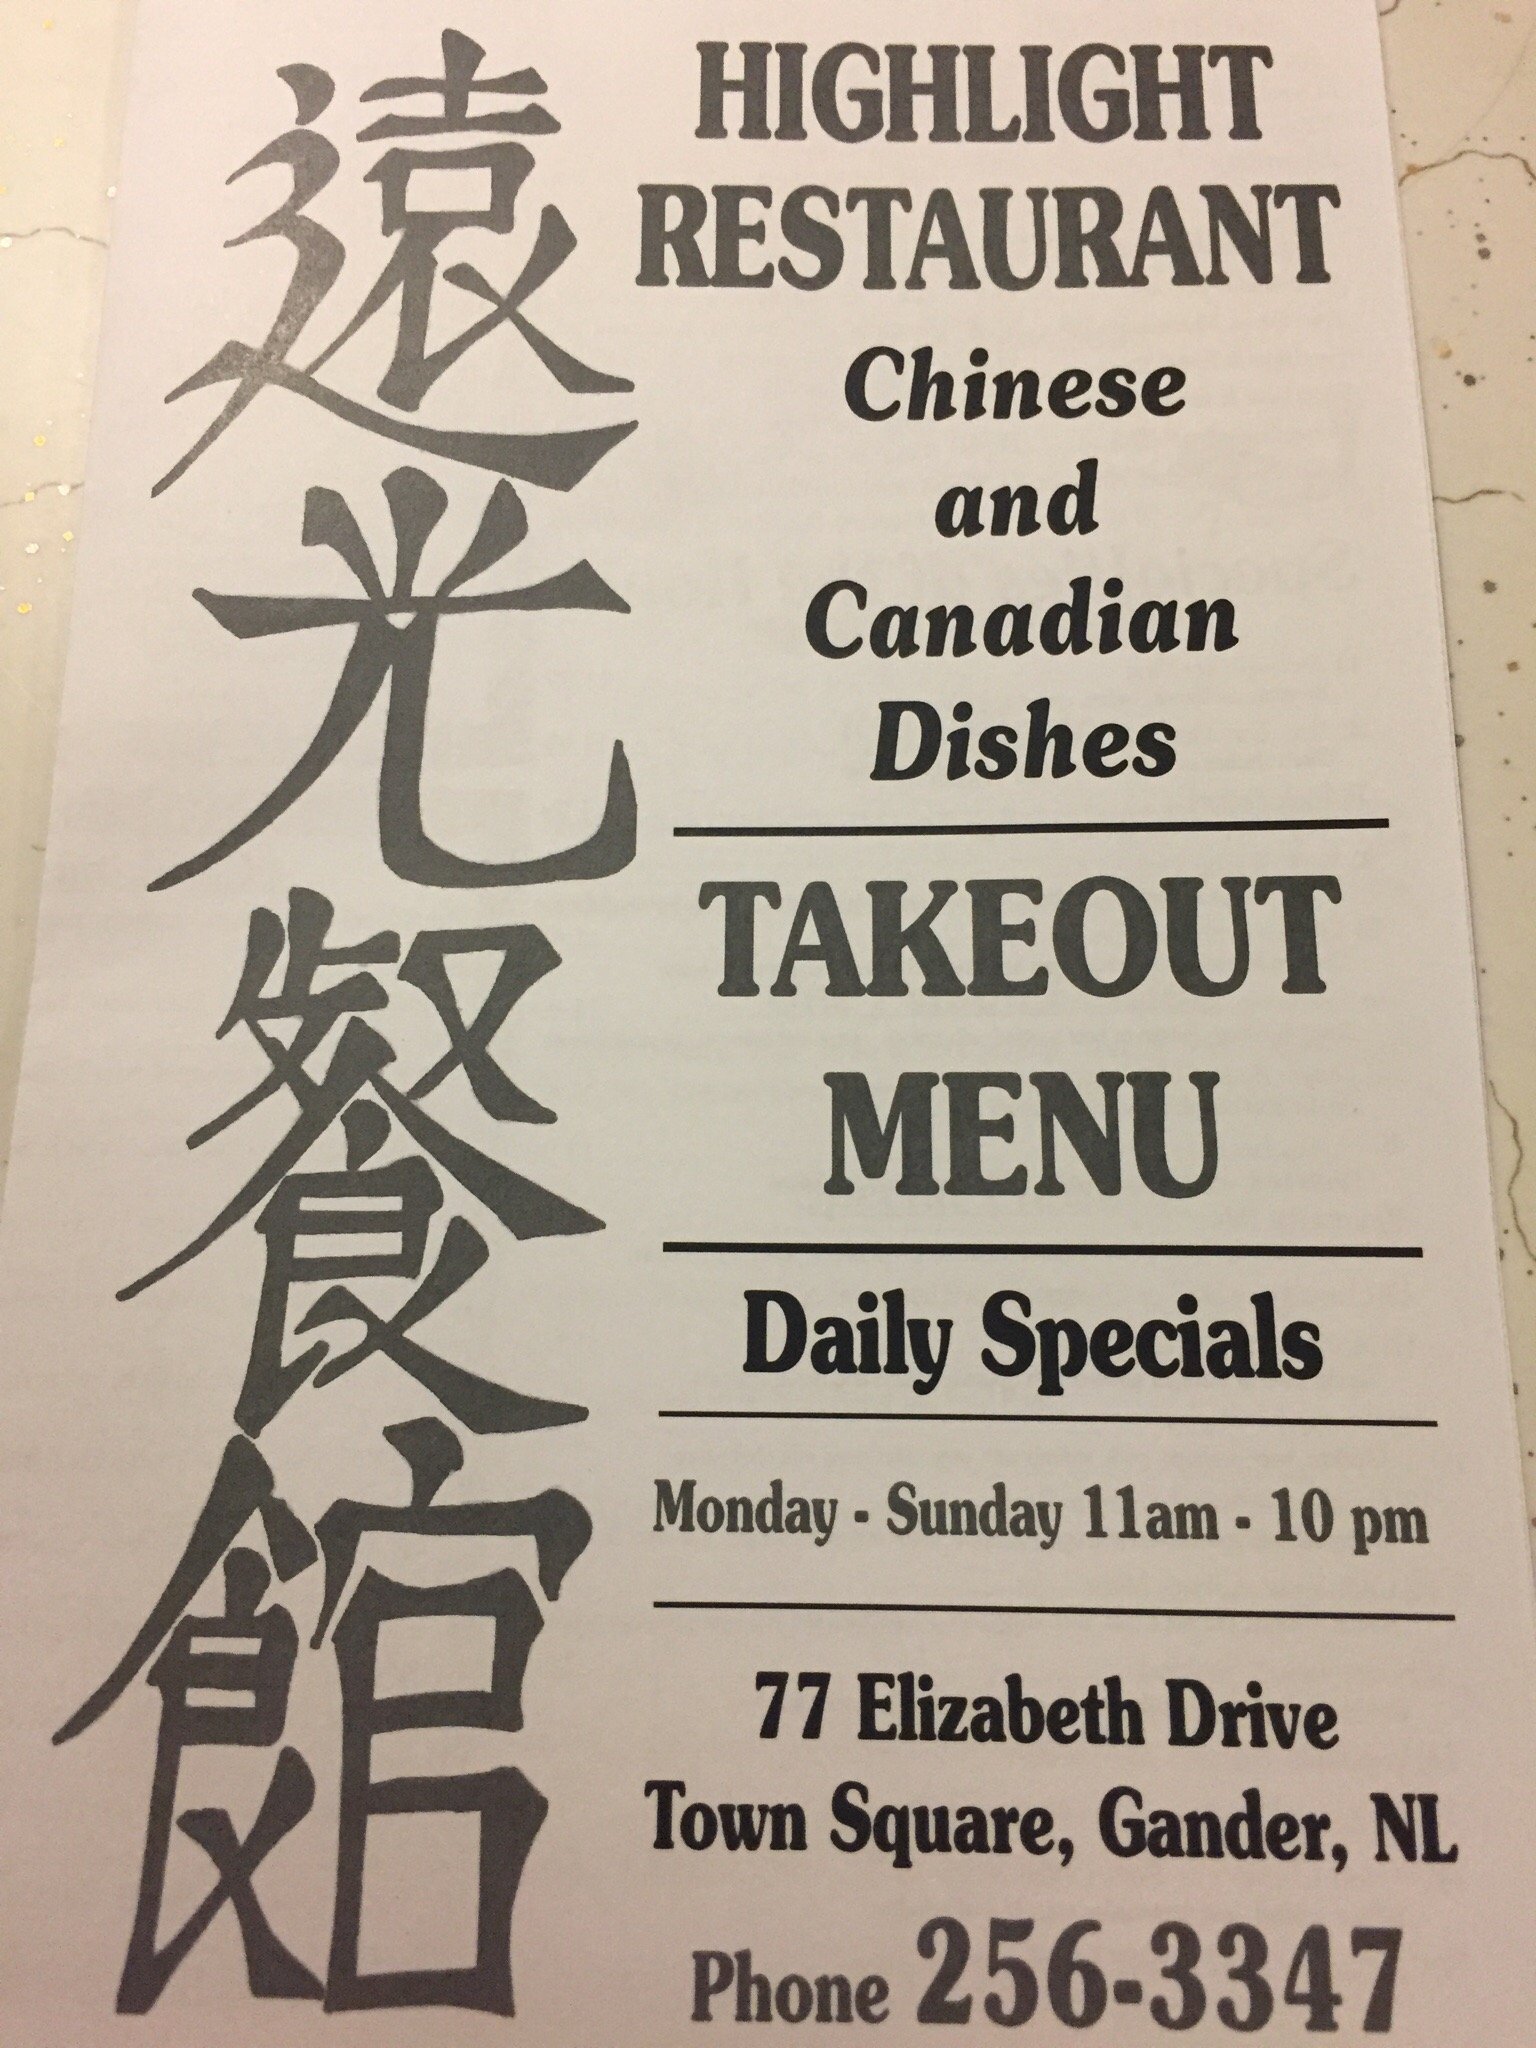 遠光餐館
HIGHLIGHT
RESTAURANT
Chinese
and
Canadian
Dishes
TAKEOUT
MENU
Daily Specials
Monday - Sunday 11am - 10 pm
77 Elizabeth Drive
Town Square, Gander, NL
Phone 256-3347